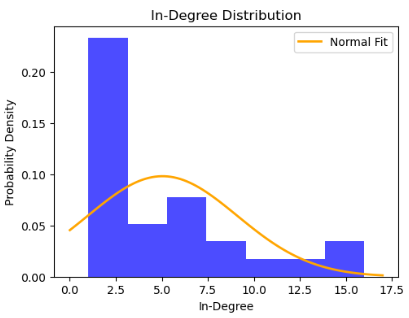 In-Degree Distribution
Normal Fit
Probability Density
0.20
0.15
0.10
0.05
0.00
0.0 2.5 5.0 7.5 10.0 12.5 15.0 17.5
In-Degree